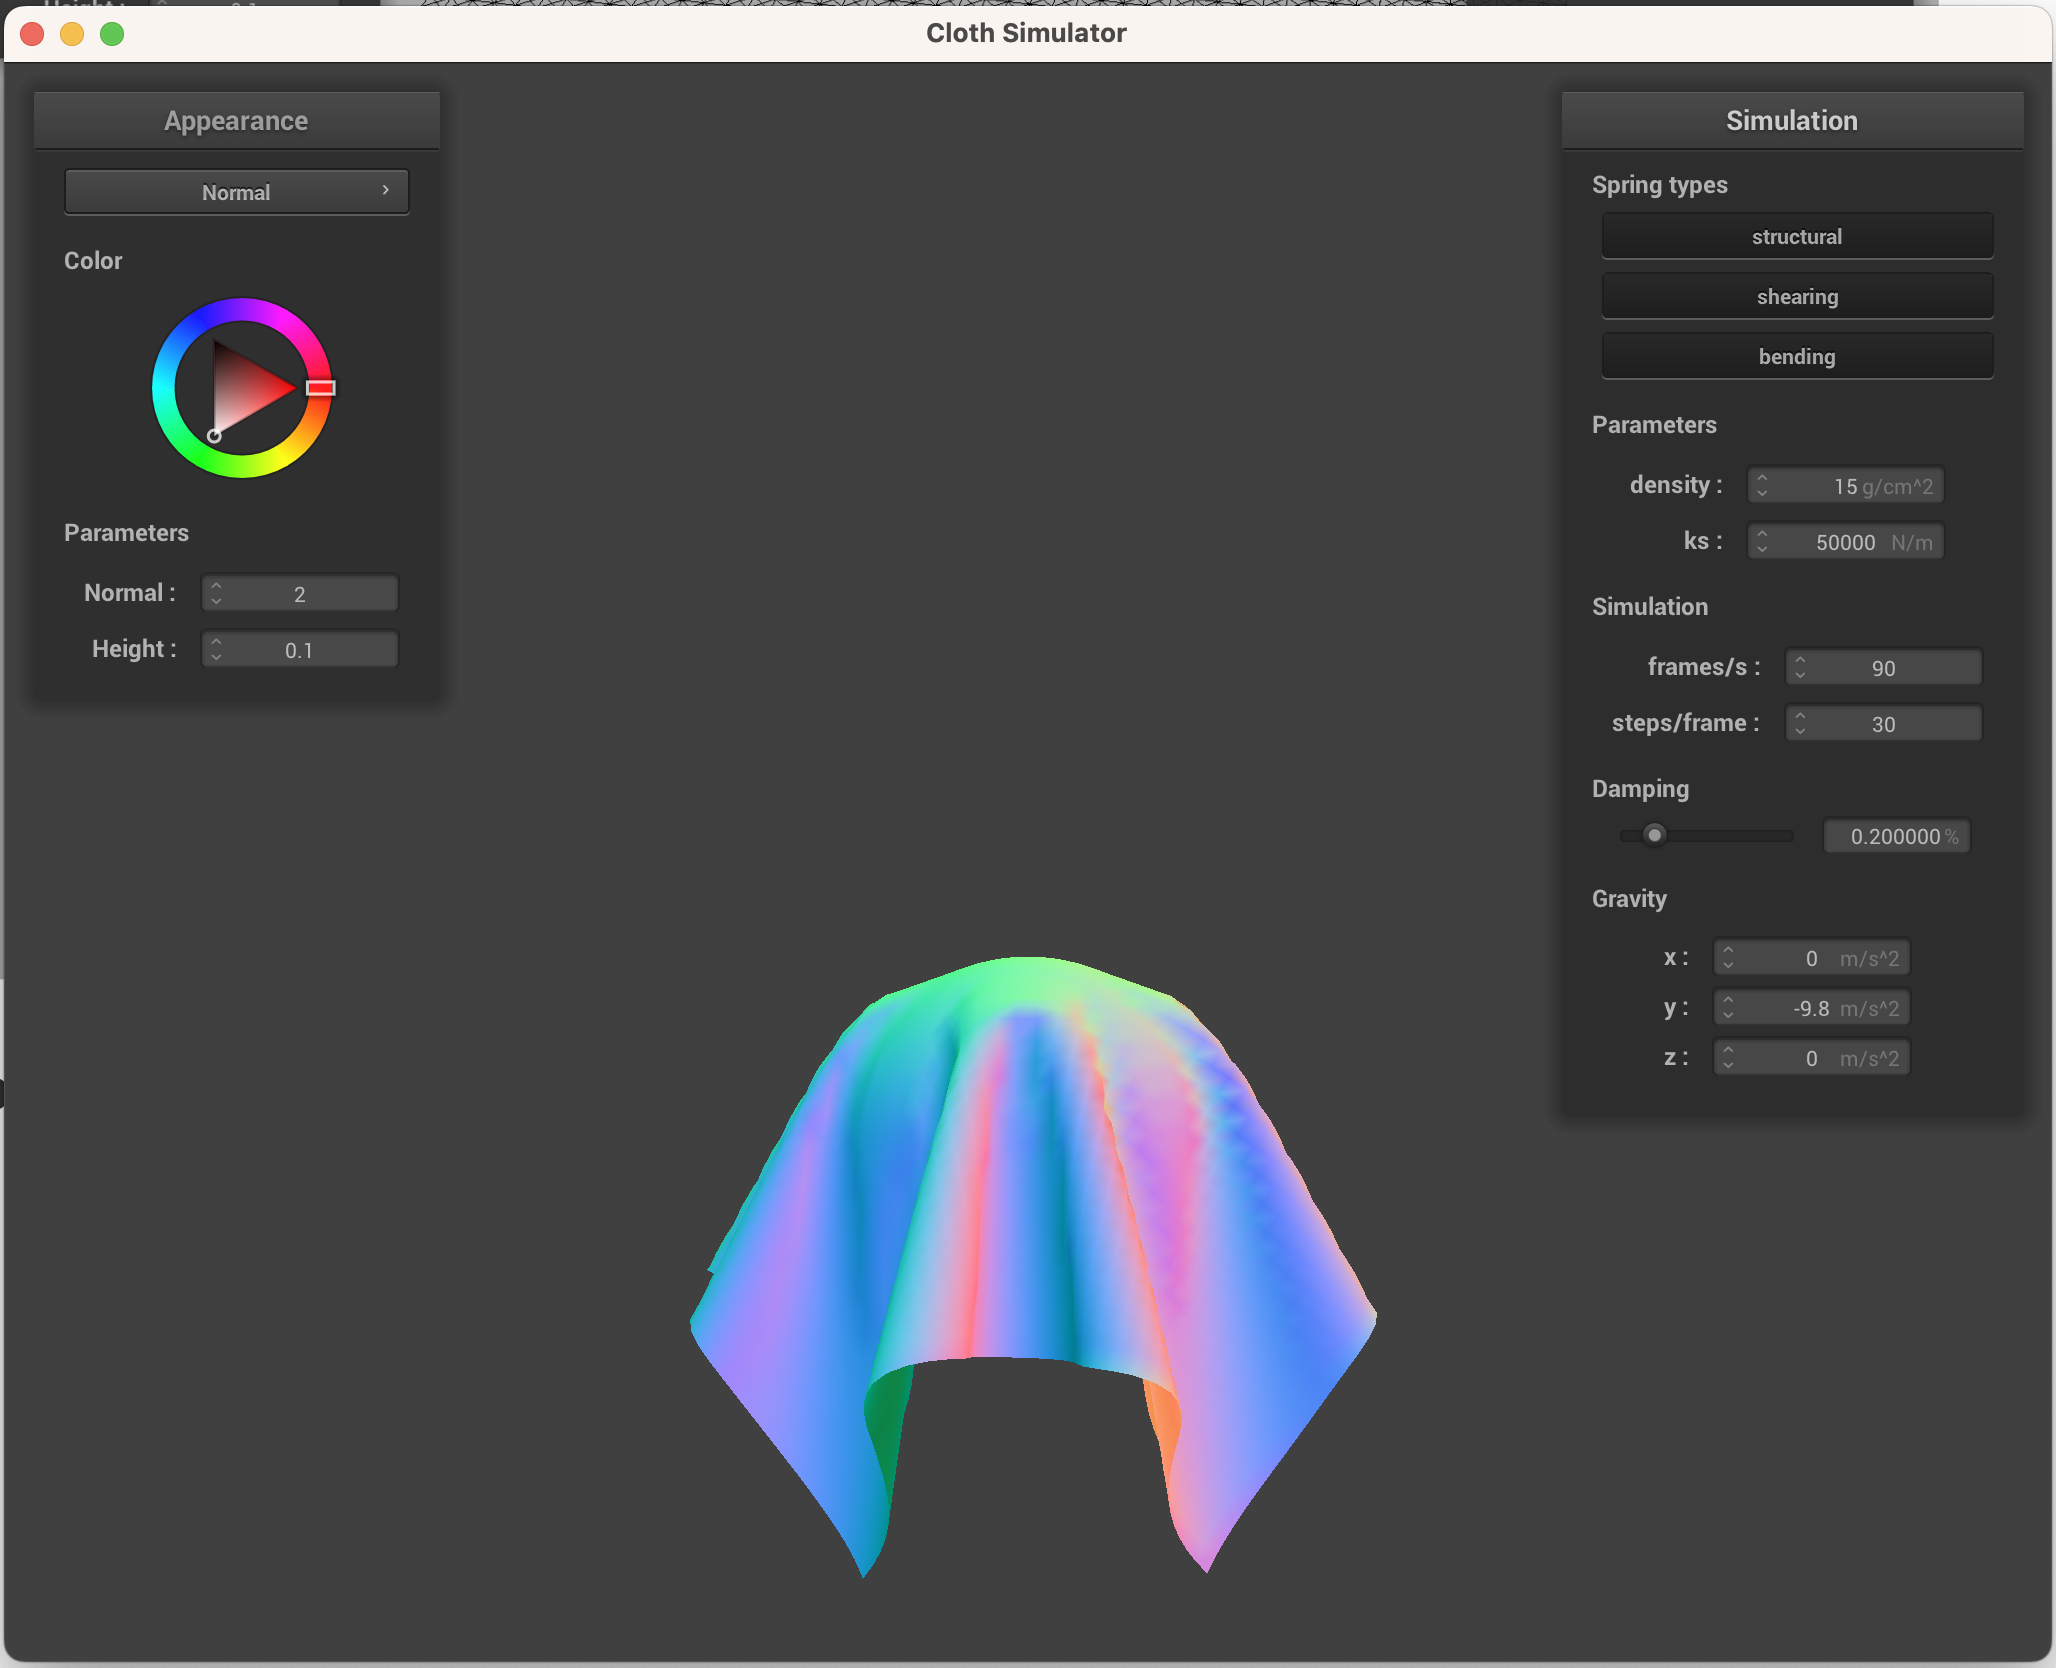 Cloth Simulator
Appearance
Normal
Color
Parameters
Normal : 2
Height : 0.1
Simulation
Spring types
structural
shearing
bending
Parameters
density : 15 g/cm^2
ks : 50000 N/m
Simulation
frames/s : 90
steps/frame : 30
Damping
0.200000 %
Gravity
x : 0 m/s^2
y : -9.8 m/s^2
z : 0 m/s^2